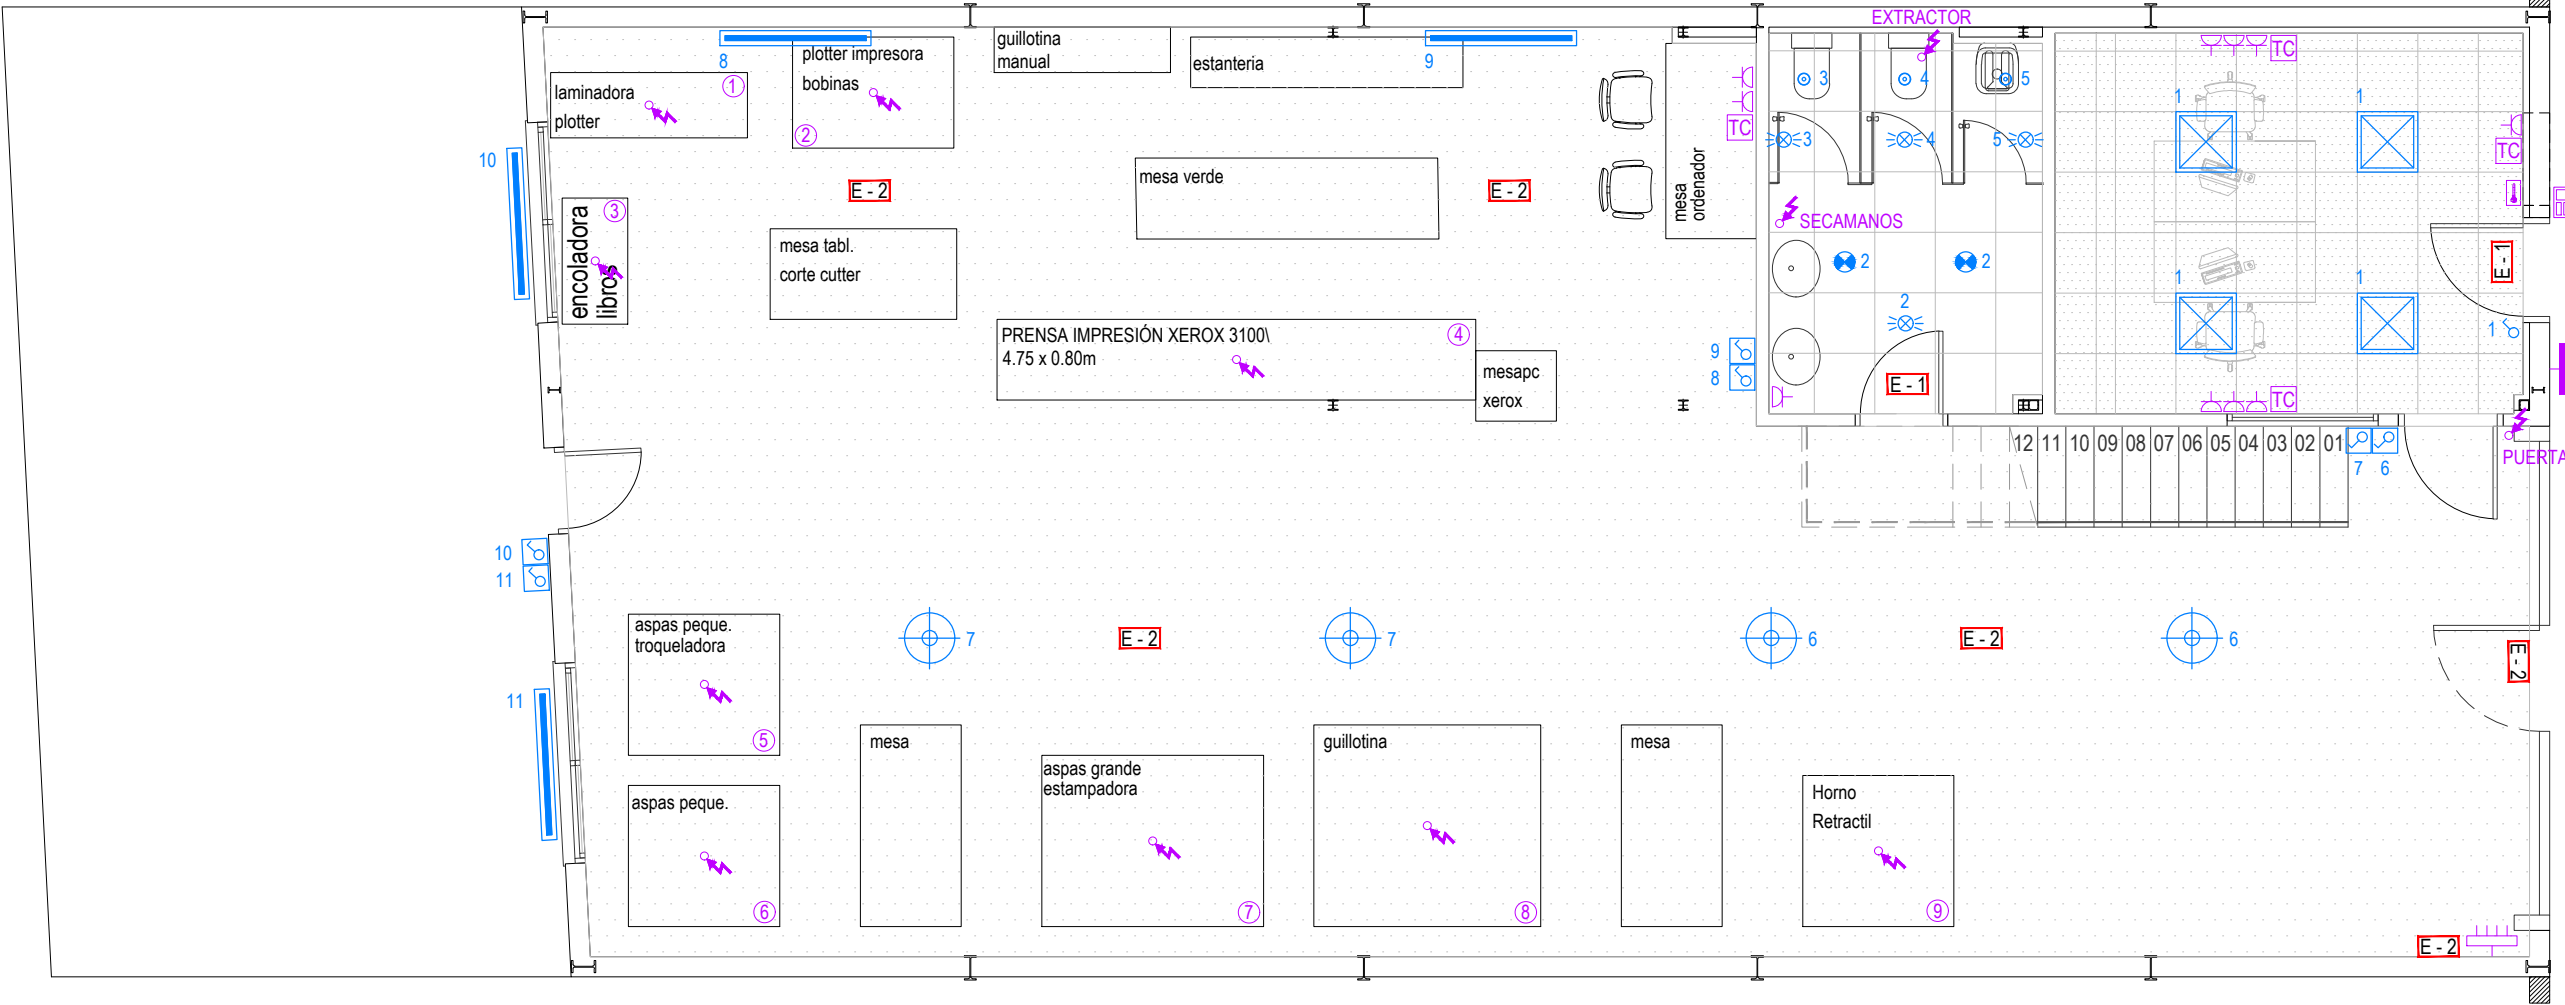 EXTRACTOR
guillotina
manual
plotter impresora
bobinas
estanteria
8
9
TC
laminadora
plotter
1
2
3
4
5
1
1
TC
3
4
5
TC
10
E - 2
mesa verde
E - 2
mesa
ordenador
encoladora
libros
3
SECAMANOS
mesa tabl.
corte cutter
2
2
E - 1
2
1
1
PRENSA IMPRESIÓN XEROX 3100\
4.75 x 0.80m
4
mesapc
xerox
9
8
E - 1
1
TC
12 11 10 09 08 07 06 05 04 03 02 01
7
6
PUERTA
10
11
aspas peque.
troqueladora
5
7
E - 2
7
6
E - 2
6
E - 2
11
mesa
guillotina
mesa
aspas grande
estampadora
aspas peque.
Horno
Retractil
6
7
8
9
E - 2